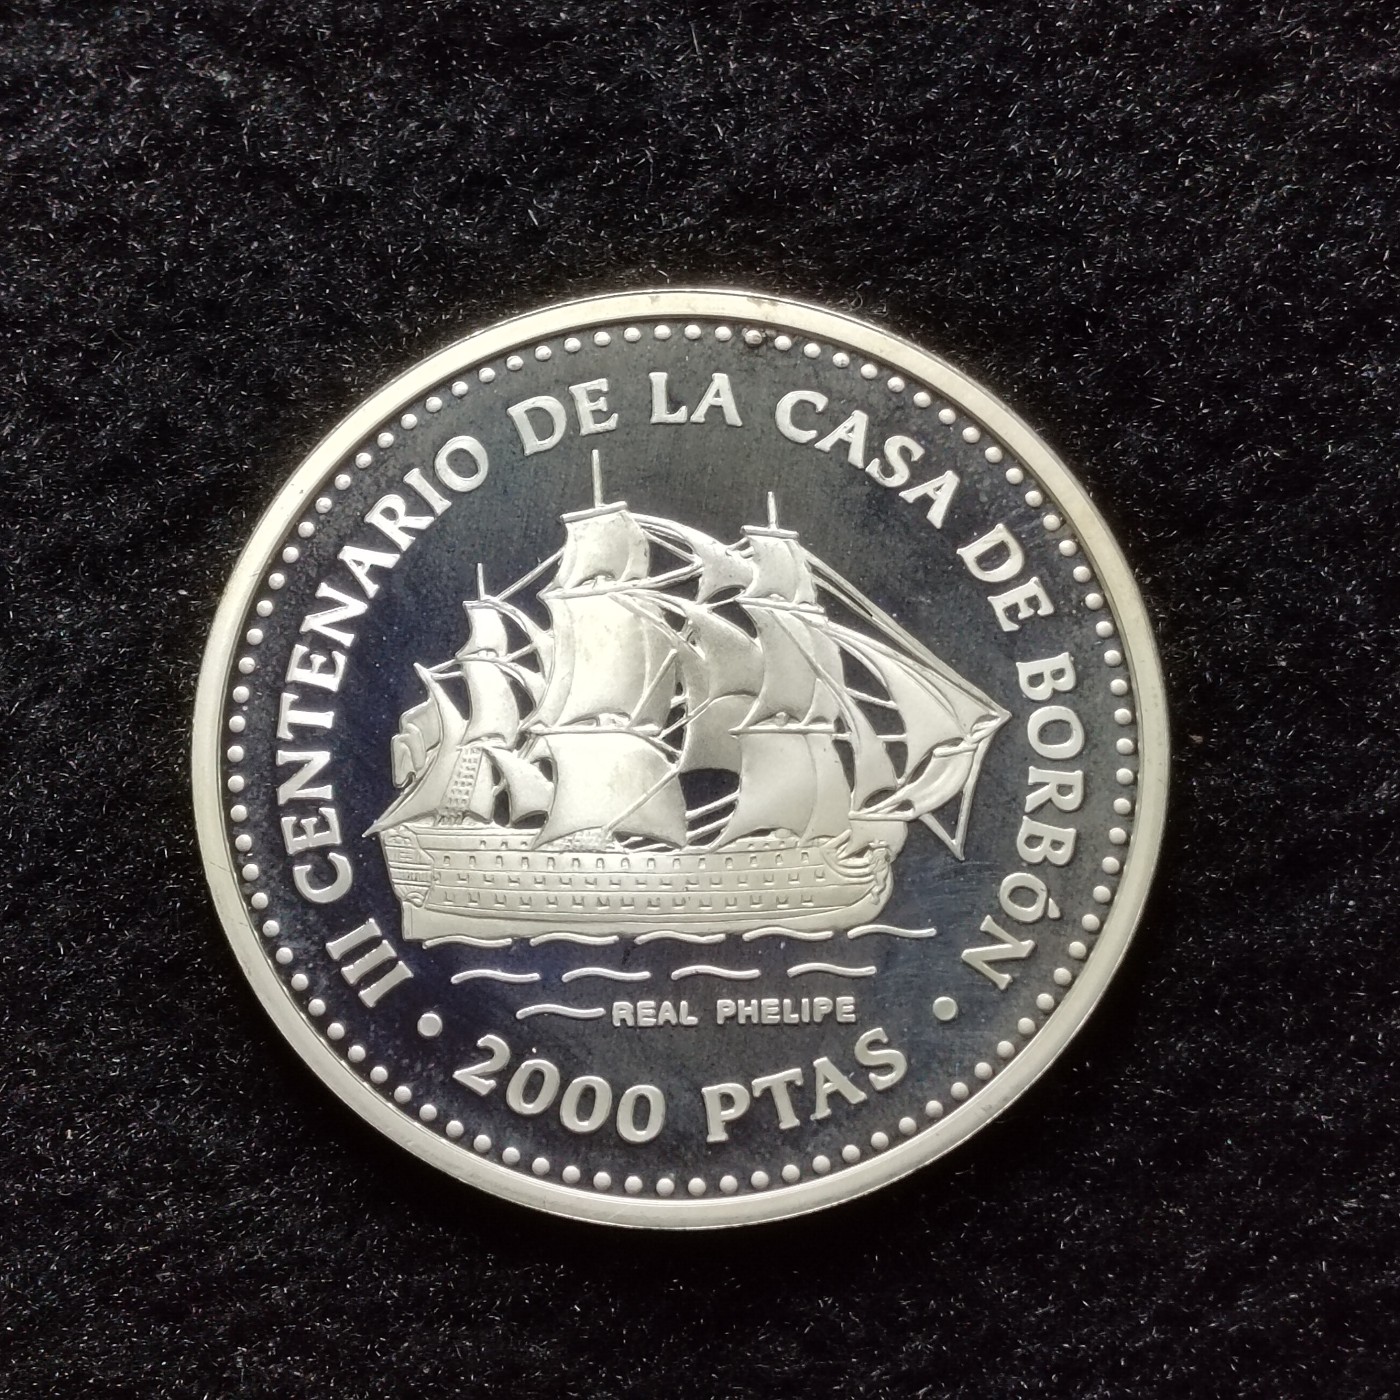 III CENTENARIO DE LA CASA DE BORBÓN
REAL PHELIPE
• 2000 PTAS •